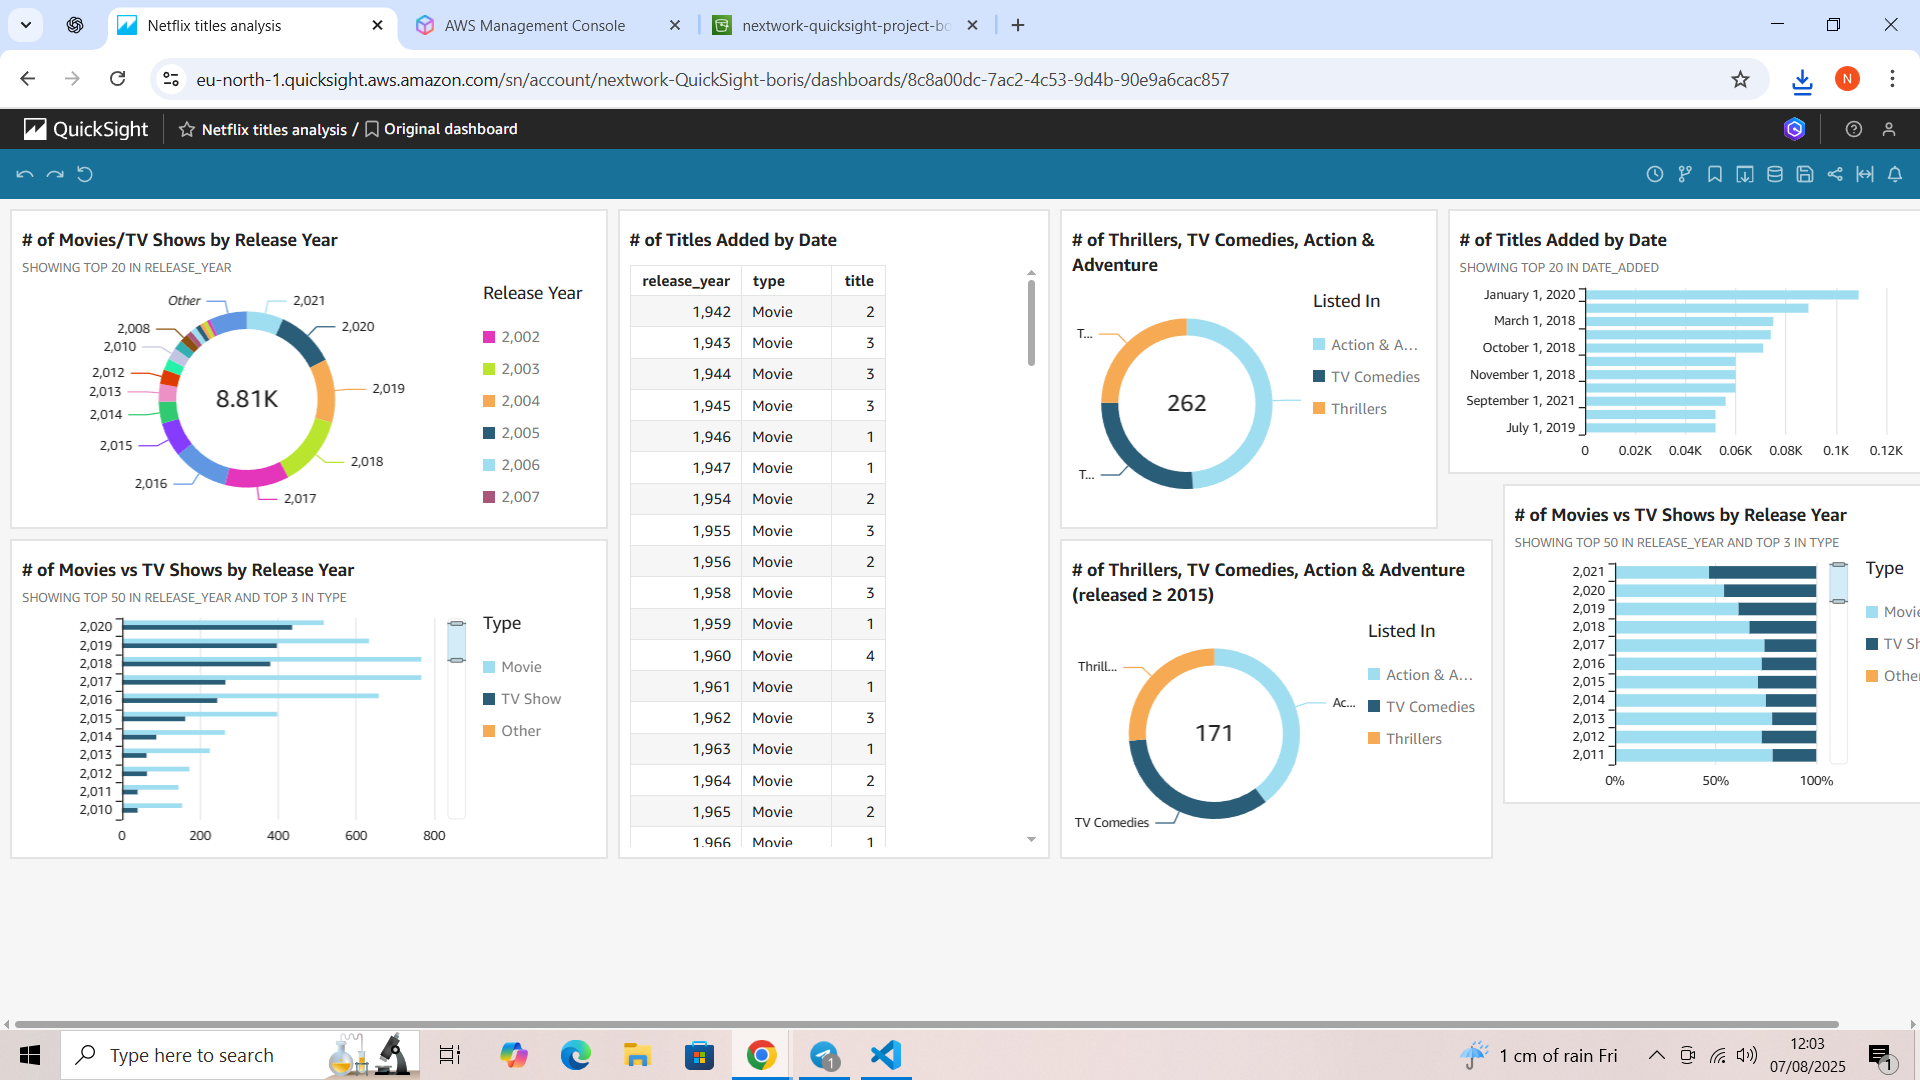 Netflix titles analysis
AWS Management Console
nextwork-quicksight-project-bo
eu-north-1.quicksight.aws.amazon.com/sn/account/nextwork-QuickSight-boris/dashboards/8c8a00dc-7ac2-4c53-9d4b-90e9a6cac857
N
QuickSight
Netflix titles analysis / Original dashboard
# of Movies/TV Shows by Release Year
SHOWING TOP 20 IN RELEASE_YEAR
Other
2,021
2,020
2,019
2,018
2,017
2,016
2,015
2,014
2,013
2,012
2,010
2,008
8.81K
Release Year
2,002
2,003
2,004
2,005
2,006
2,007
# of Movies vs TV Shows by Release Year
SHOWING TOP 50 IN RELEASE_YEAR AND TOP 3 IN TYPE
2,020
2,019
2,018
2,017
2,016
2,015
2,014
2,013
2,012
2,011
2,010
0 200 400 600 800
Type
Movie
TV Show
Other
# of Titles Added by Date
release_year type title
1,942 Movie 2
1,943 Movie 3
1,944 Movie 3
1,945 Movie 3
1,946 Movie 1
1,947 Movie 1
1,954 Movie 2
1,955 Movie 3
1,956 Movie 2
1,958 Movie 3
1,959 Movie 1
1,960 Movie 4
1,961 Movie 1
1,962 Movie 3
1,963 Movie 1
1,964 Movie 2
1,965 Movie 2
1,966 Movie 1
# of Thrillers, TV Comedies, Action &
Adventure
T...
T...
262
Listed In
Action & A...
TV Comedies
Thrillers
# of Thrillers, TV Comedies, Action & Adventure
(released ≥ 2015)
Thrill...
Ac...
TV Comedies
171
Listed In
Action & A...
TV Comedies
Thrillers
# of Titles Added by Date
SHOWING TOP 20 IN DATE_ADDED
January 1, 2020
March 1, 2018
October 1, 2018
November 1, 2018
September 1, 2021
July 1, 2019
0 0.02K 0.04K 0.06K 0.08K 0.1K 0.12K
# of Movies vs TV Shows by Release Year
SHOWING TOP 50 IN RELEASE_YEAR AND TOP 3 IN TYPE
2,021
2,020
2,019
2,018
2,017
2,016
2,015
2,014
2,013
2,012
2,011
0% 50% 100%
Type
Movie
TV Sh
Other
Type here to search
1
1 cm of rain Fri
12:03
07/08/2025
1